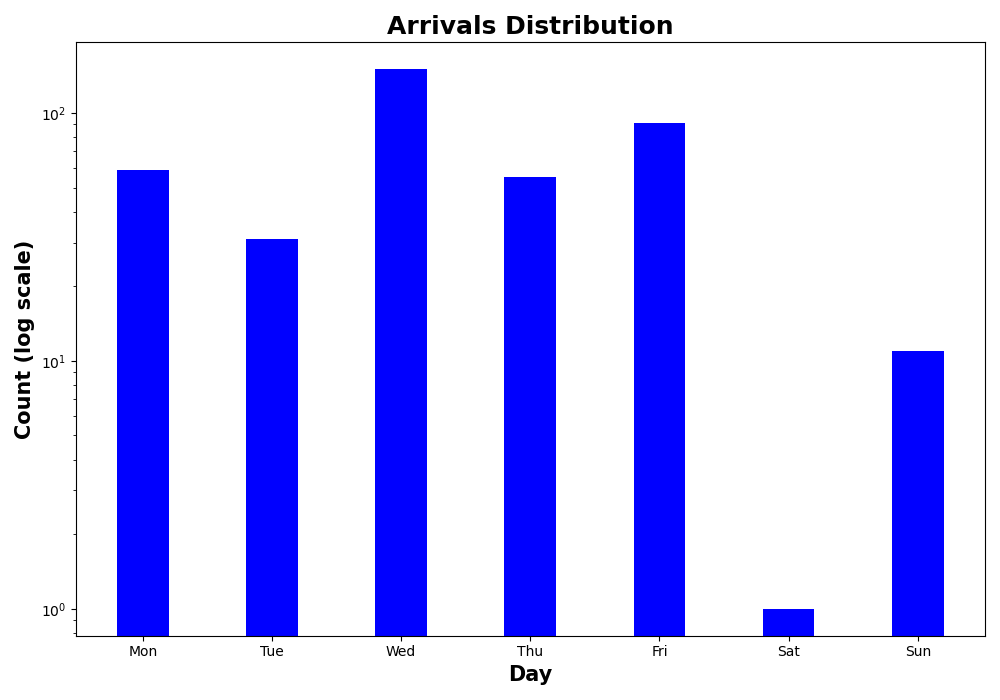 Arrivals Distribution
Count (log scale)
10²
10¹
10⁰
Mon Tue Wed Thu Fri Sat Sun
Day